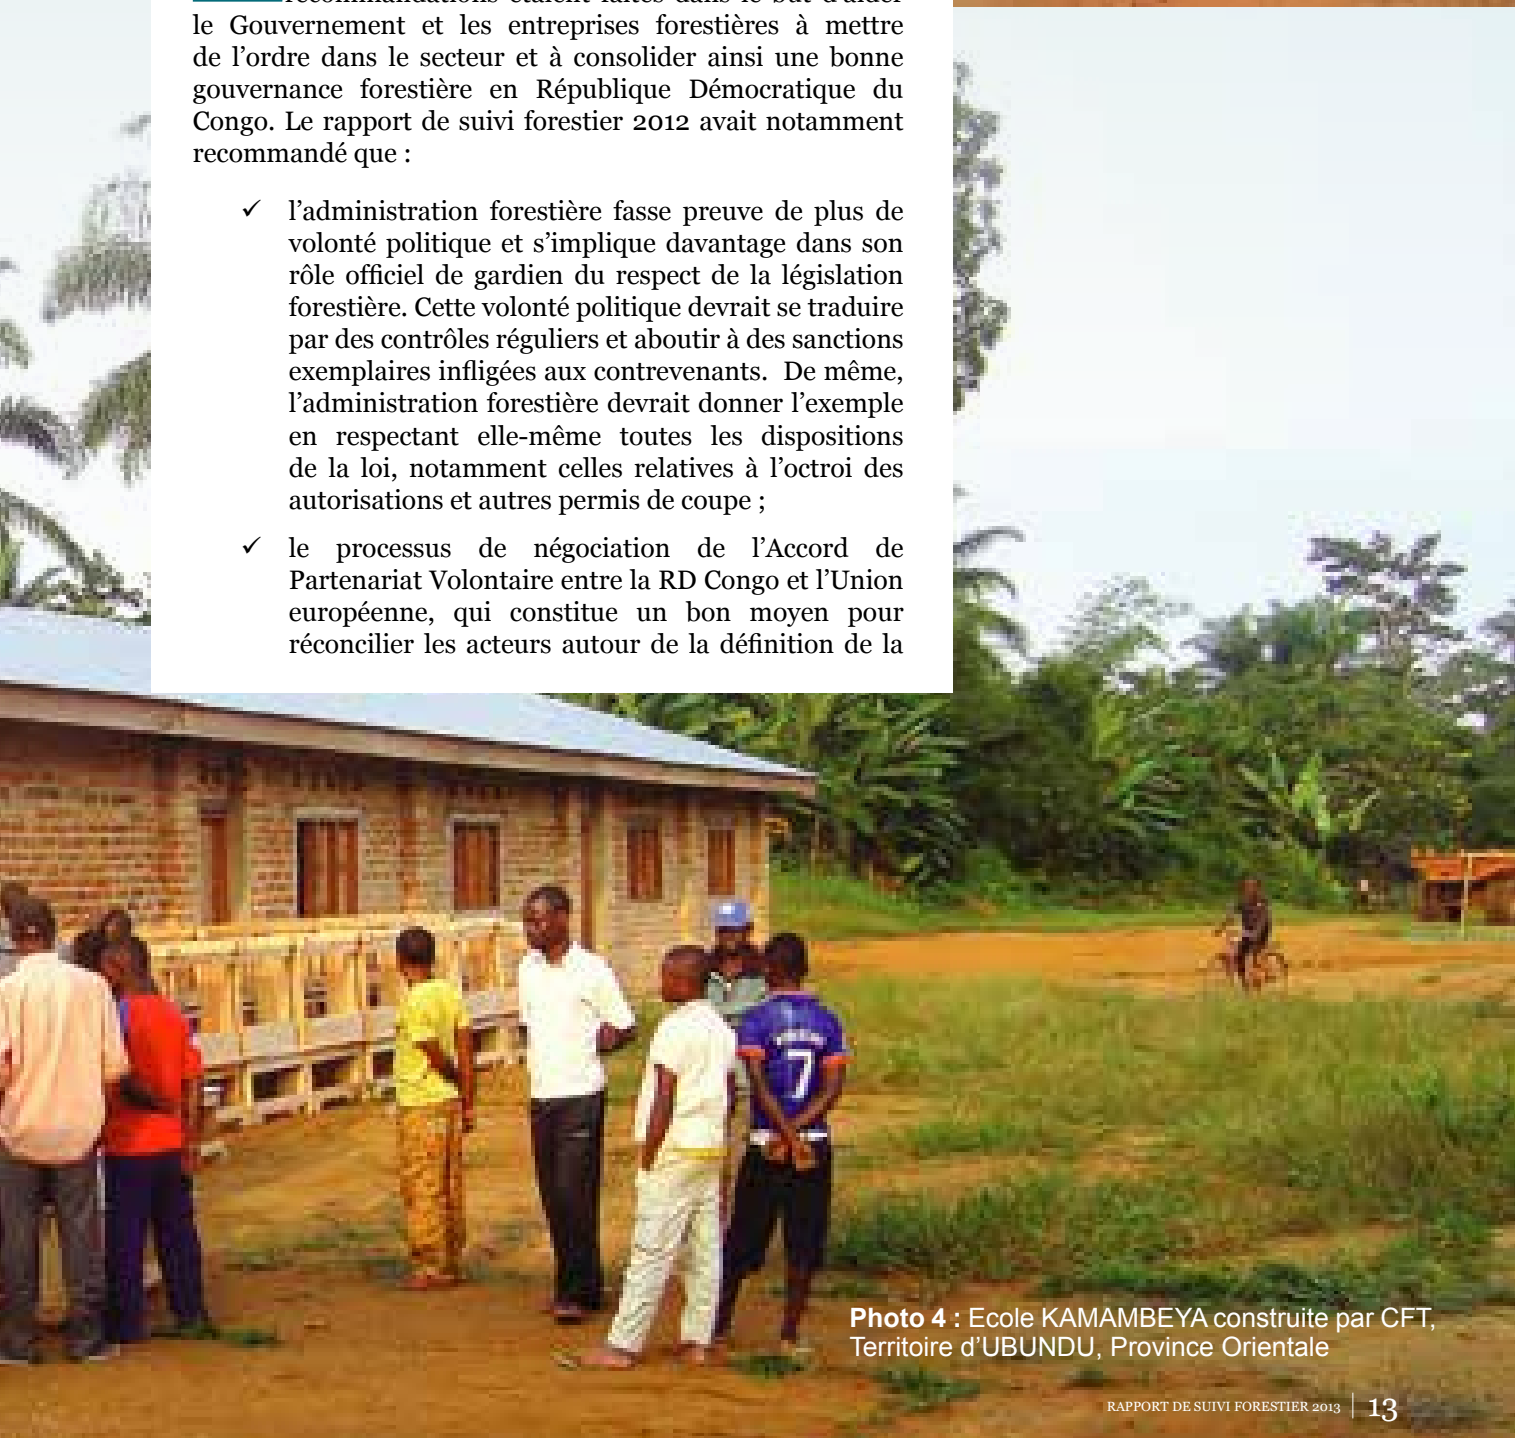 le Gouvernement et les entreprises forestières à mettre
de l’ordre dans le secteur et à consolider ainsi une bonne
gouvernance forestière en République Démocratique du
Congo. Le rapport de suivi forestier 2012 avait notamment
recommandé que :
✓ l’administration forestière fasse preuve de plus de
volonté politique et s’implique davantage dans son
rôle officiel de gardien du respect de la législation
forestière. Cette volonté politique devrait se traduire
par des contrôles réguliers et aboutir à des sanctions
exemplaires infligées aux contrevenants. De même,
l’administration forestière devrait donner l’exemple
en respectant elle-même toutes les dispositions
de la loi, notamment celles relatives à l’octroi des
autorisations et autres permis de coupe ;
✓ le processus de négociation de l’Accord de
Partenariat Volontaire entre la RD Congo et l’Union
européenne, qui constitue un bon moyen pour
réconcilier les acteurs autour de la définition de la
7
Photo 4 : Ecole KAMAMBEYA construite par CFT,
Territoire d’UBUNDU, Province Orientale
RAPPORT DE SUIVI FORESTIER 2013 | 13